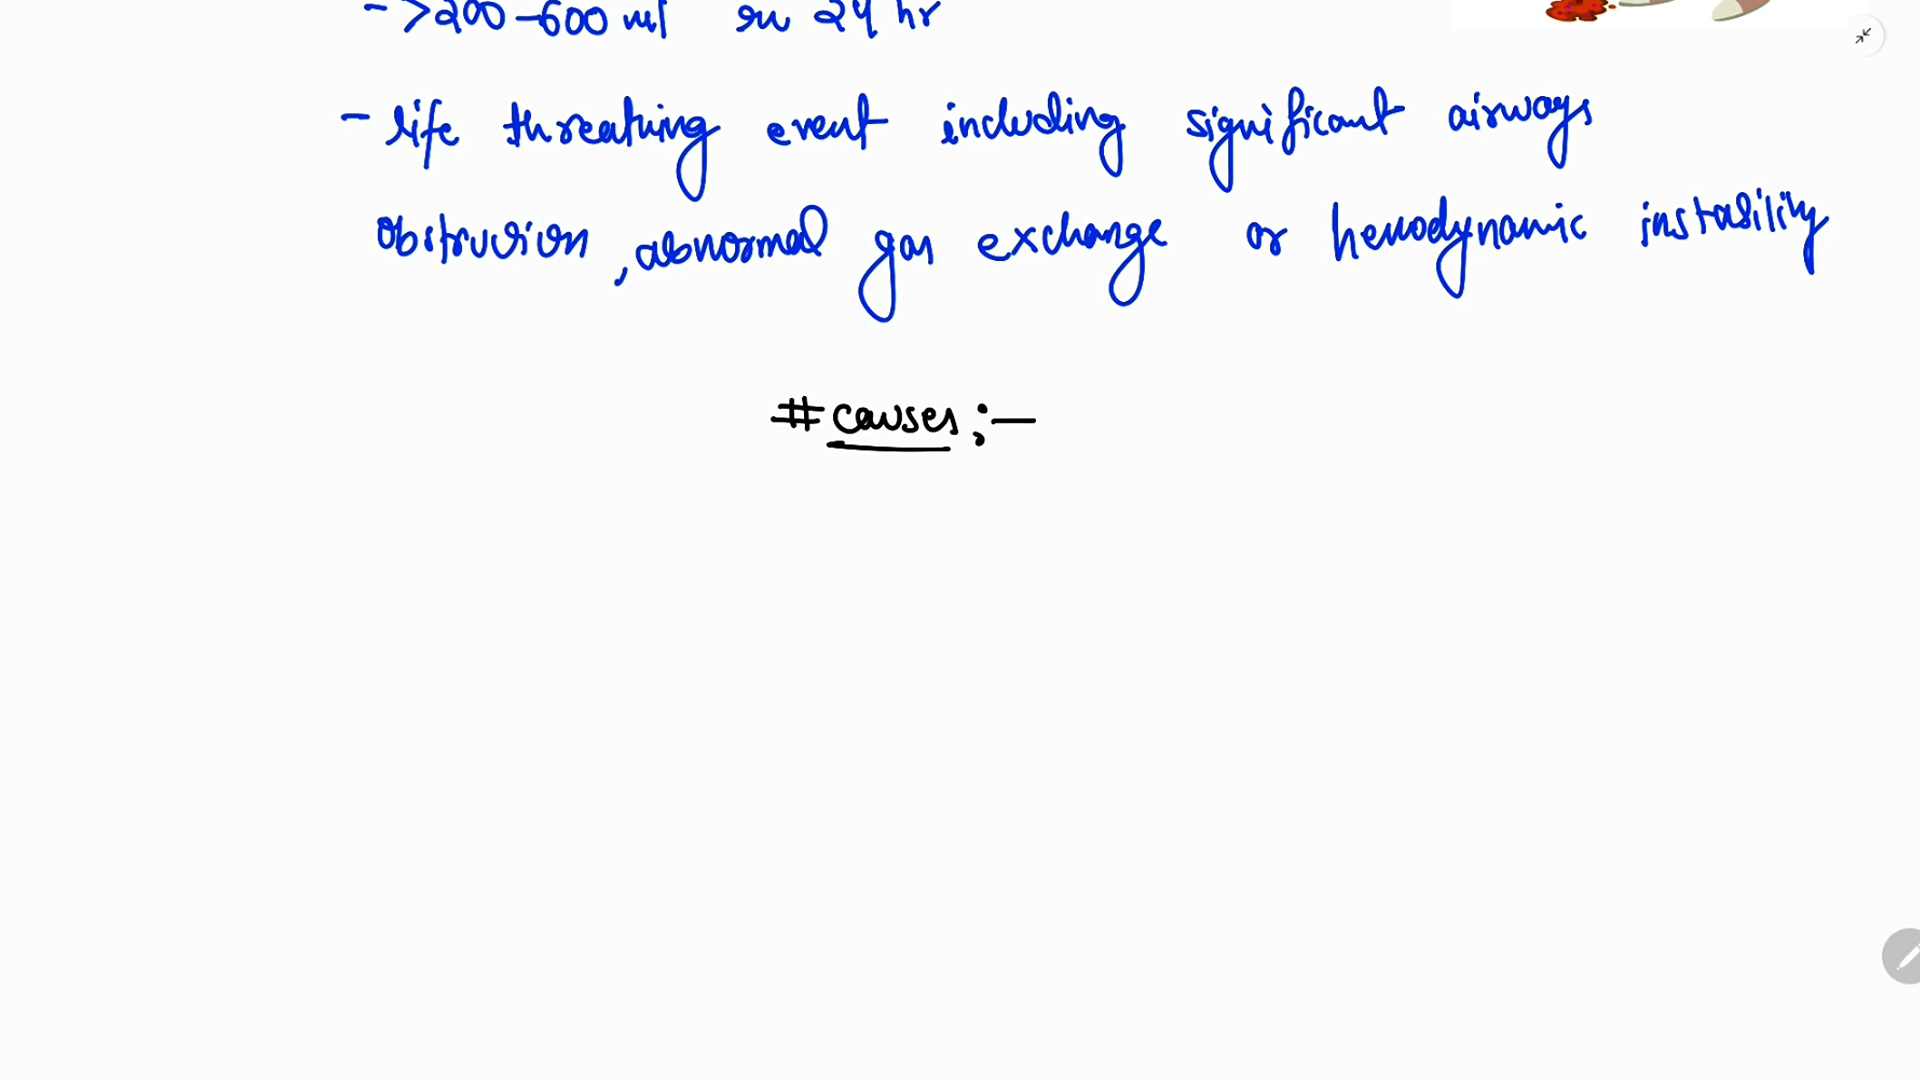 - >200-600 ml in 24 hr
- life threatning event including significant airways
obstruction, abnormal gas exchange or hemodynamic instability
# causes :-